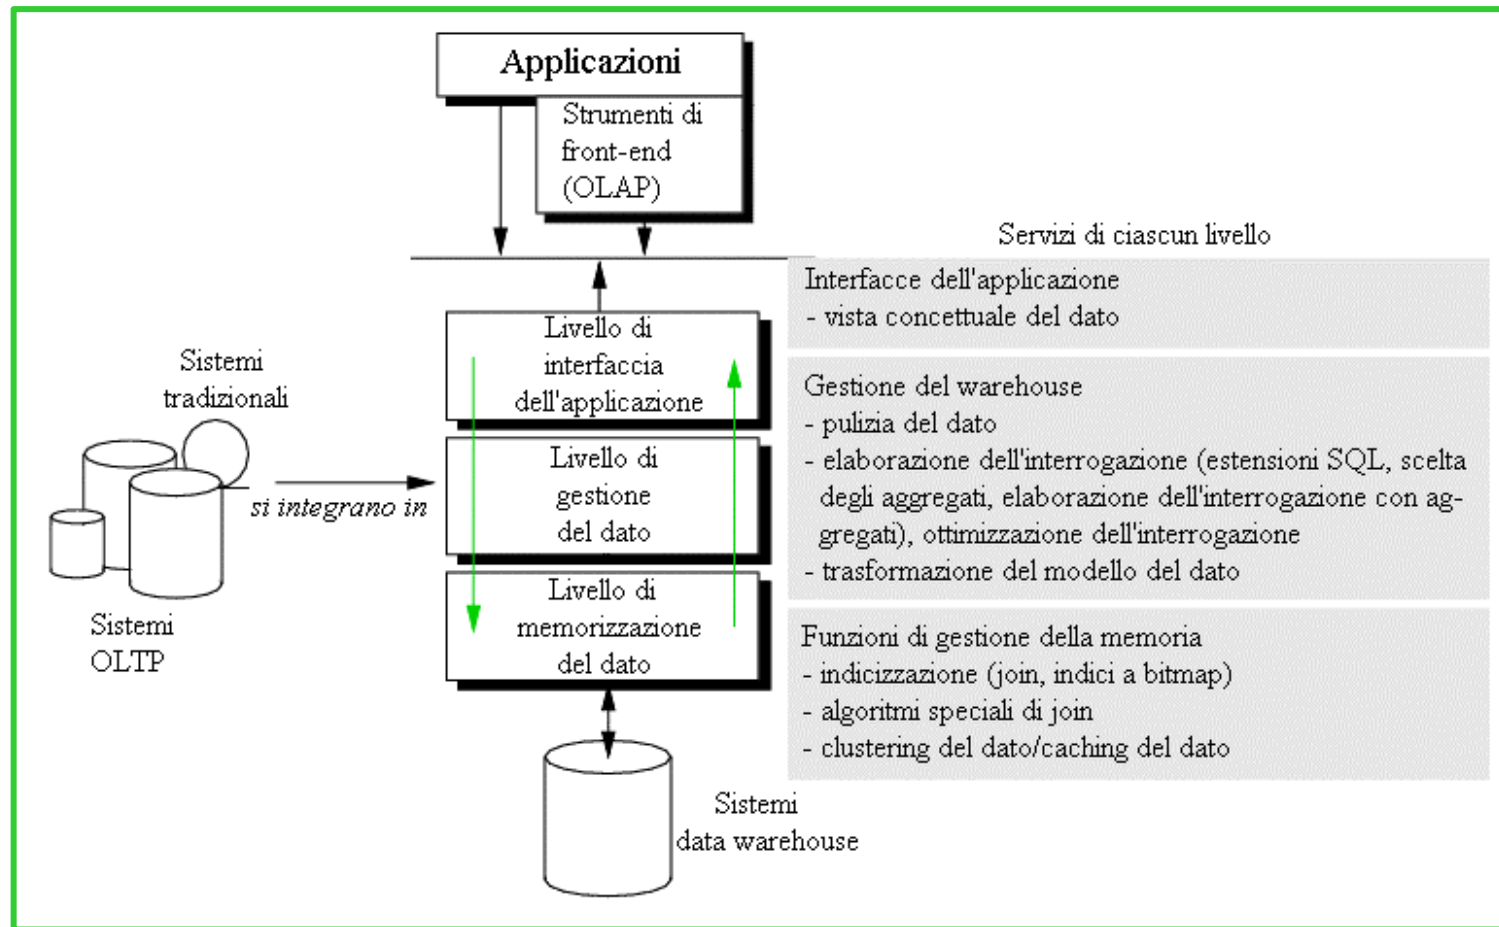 Applicazioni
Strumenti di
front-end
(OLAP)
Servizi di ciascun livello
Interfacce dell'applicazione
- vista concettuale del dato
Livello di
interfaccia
dell'applicazione
Sistemi
tradizionali
Gestione del warehouse
- pulizia del dato
- elaborazione dell'interrogazione (estensioni SQL, scelta
degli aggregati, elaborazione dell'interrogazione con ag-
gregati), ottimizzazione dell'interrogazione
- trasformazione del modello del dato
Livello di
gestione
del dato
si integrano in
Livello di
memorizzazione
del dato
Sistemi
OLTP
Funzioni di gestione della memoria
- indicizzazione (join, indici a bitmap)
- algoritmi speciali di join
- clustering del dato/caching del dato
Sistemi
data warehouse